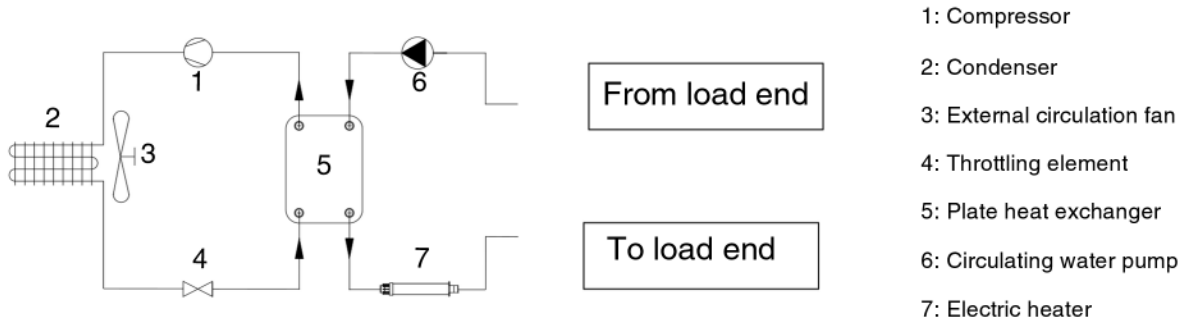 1
6
2
3
5
4
7
From load end
To load end
1: Compressor
2: Condenser
3: External circulation fan
4: Throttling element
5: Plate heat exchanger
6: Circulating water pump
7: Electric heater